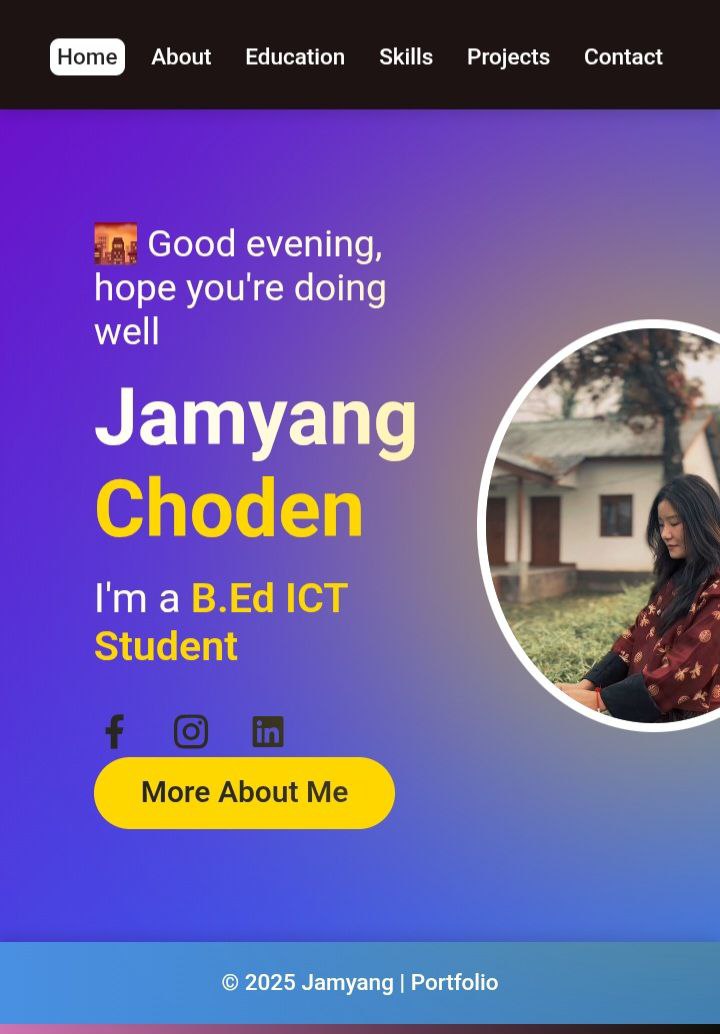 Home About Education Skills Projects Contact
🌇 Good evening,
hope you're doing
well
Jamyang
Choden
I'm a B.Ed ICT
Student
More About Me
© 2025 Jamyang | Portfolio